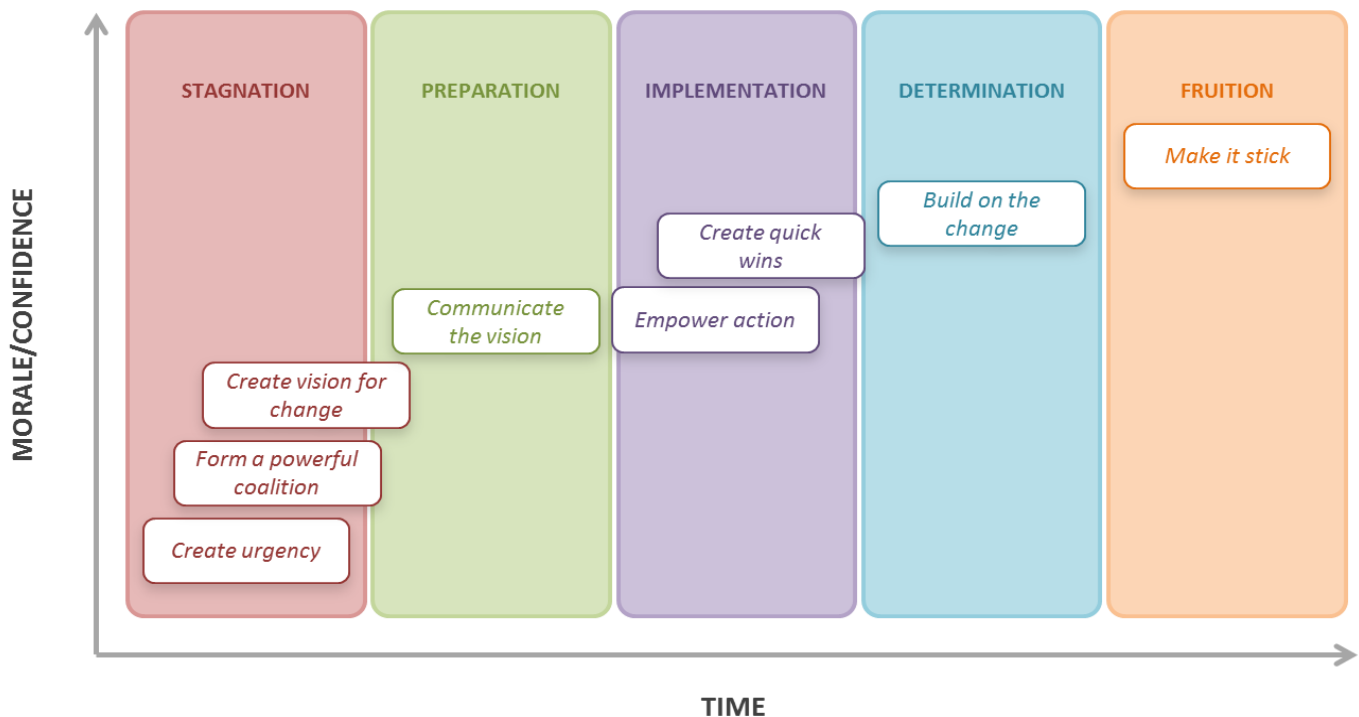 STAGNATION
PREPARATION
IMPLEMENTATION
DETERMINATION
FRUITION
Make it stick
Build on the
change
Create quick
wins
Communicate
the vision
Empower action
Create vision for
change
Form a powerful
coalition
Create urgency
MORALE/CONFIDENCE
TIME